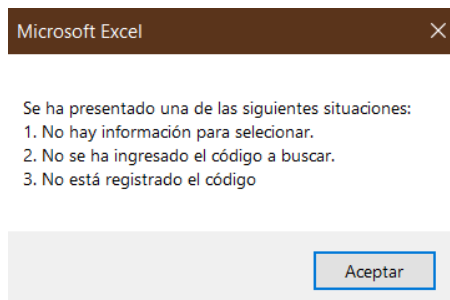 Microsoft Excel
Se ha presentado una de las siguientes situaciones:
1. No hay información para selecionar.
2. No se ha ingresado el código a buscar.
3. No está registrado el código
Aceptar